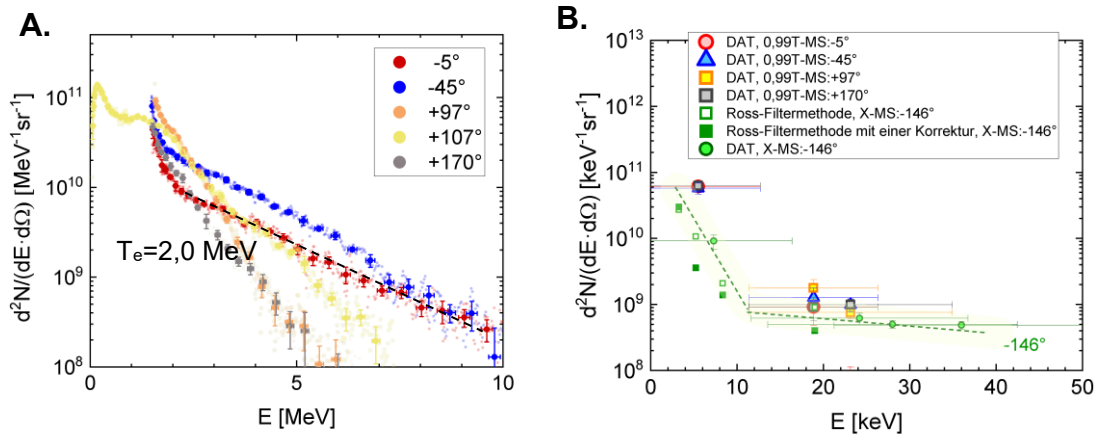 A.
d²N/(dE·dΩ) [MeV⁻¹sr⁻¹]
10¹¹
10¹⁰
10⁹
10⁸
-5°
-45°
+97°
+107°
+170°
Tₑ=2,0 MeV
0
5
10
E [MeV]
B.
d²N/(dE·dΩ) [keV⁻¹sr⁻¹]
10¹³
10¹²
10¹¹
10¹⁰
10⁹
10⁸
DAT, 0,99T-MS:-5°
DAT, 0,99T-MS:-45°
DAT, 0,99T-MS:+97°
DAT, 0,99T-MS:+170°
Ross-Filtermethode, X-MS:-146°
Ross-Filtermethode mit einer Korrektur, X-MS:-146°
DAT, X-MS:-146°
-146°
0
10
20
30
40
50
E [keV]